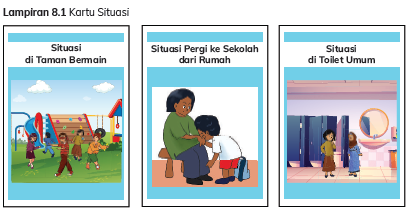 Lampiran 8.1 Kartu Situasi
Situasi
di Taman Bermain
Situasi Pergi ke Sekolah
dari Rumah
Situasi
di Toilet Umum